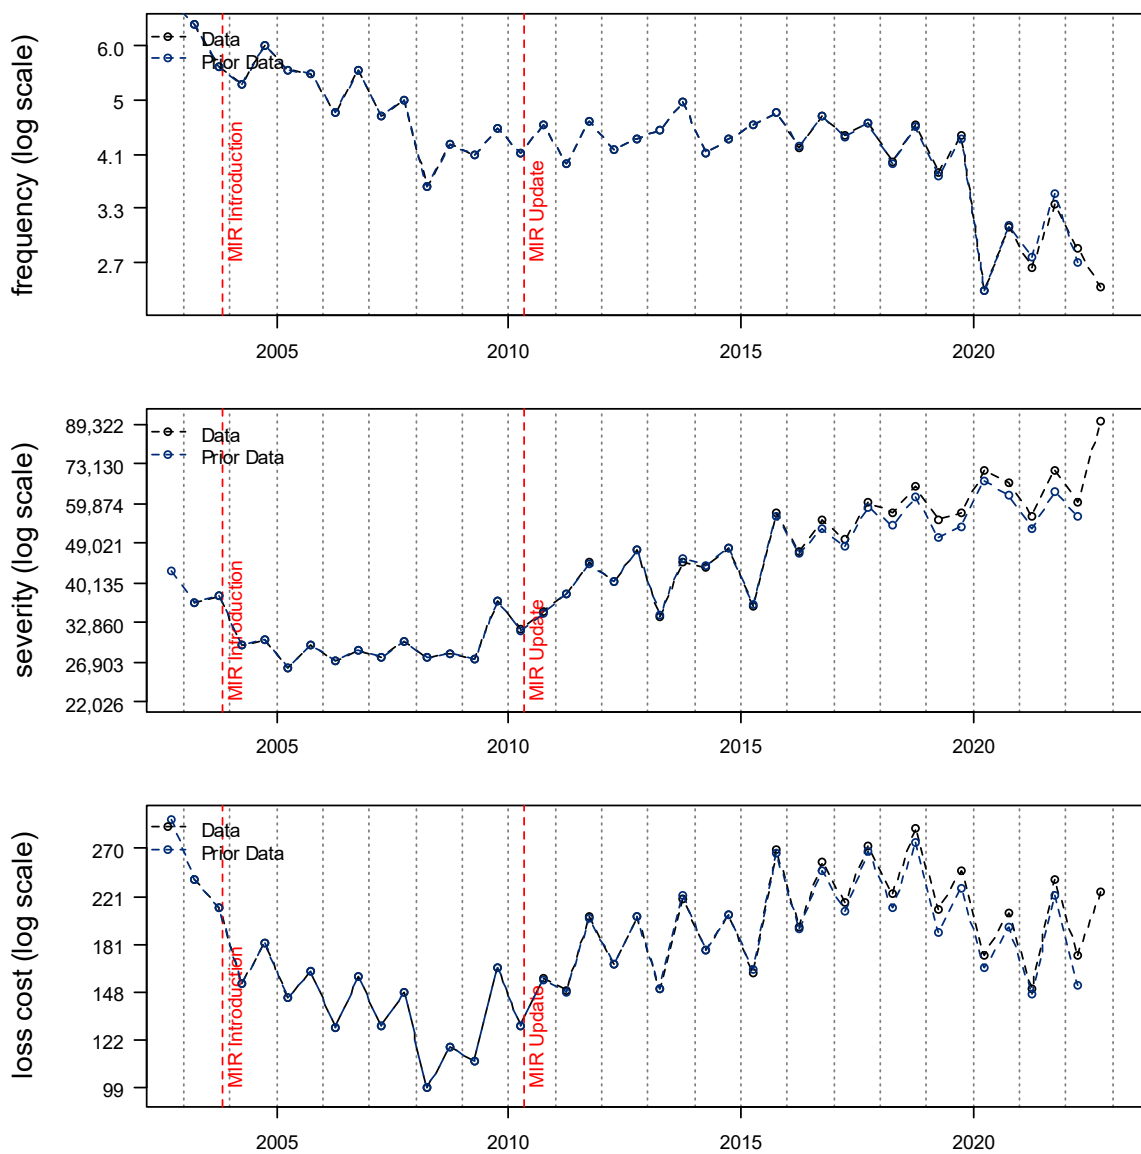 frequency (log scale)
6.0
5
4.1
3.3
2.7
Data
Prior Data
MIR Introduction
MIR Update
2005
2010
2015
2020
severity (log scale)
89,322
73,130
59,874
49,021
40,135
32,860
26,903
22,026
Data
Prior Data
MIR Introduction
MIR Update
2005
2010
2015
2020
loss cost (log scale)
270
221
181
148
122
99
Data
Prior Data
MIR Introduction
MIR Update
2005
2010
2015
2020